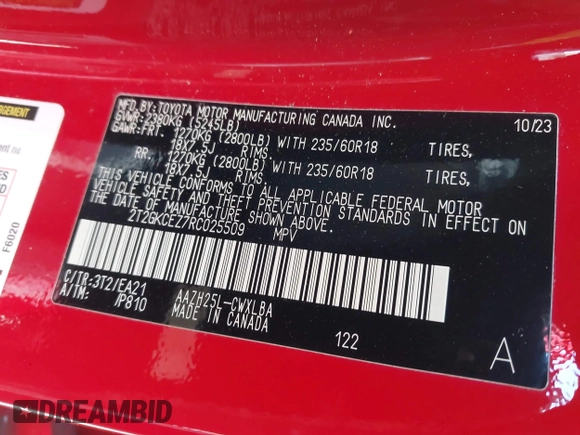 MFD.BY:TOYOTA MOTOR MANUFACTURING CANADA INC.
10/23
GVWR: 2380KG (5245LB)
GAWR:FRT. 1270KG (2800LB) WITH 235/60R18 TIRES,
18X7.5J RIMS,
RR. 1270KG (2800LB) WITH 235/60R18 TIRES,
18X7.5J RIMS,
THIS VEHICLE CONFORMS TO ALL APPLICABLE FEDERAL MOTOR
VEHICLE SAFETY AND THEFT PREVENTION STANDARDS IN EFFECT ON
THE DATE OF MANUFACTURE SHOWN ABOVE.
2T2GKCEZ7RC025509 MPV
C/TR:3T2/EA21 AAZH25L-CWXLBA
A/TM: /P810 MADE IN CANADA
122
A
F6020
DREAMBID